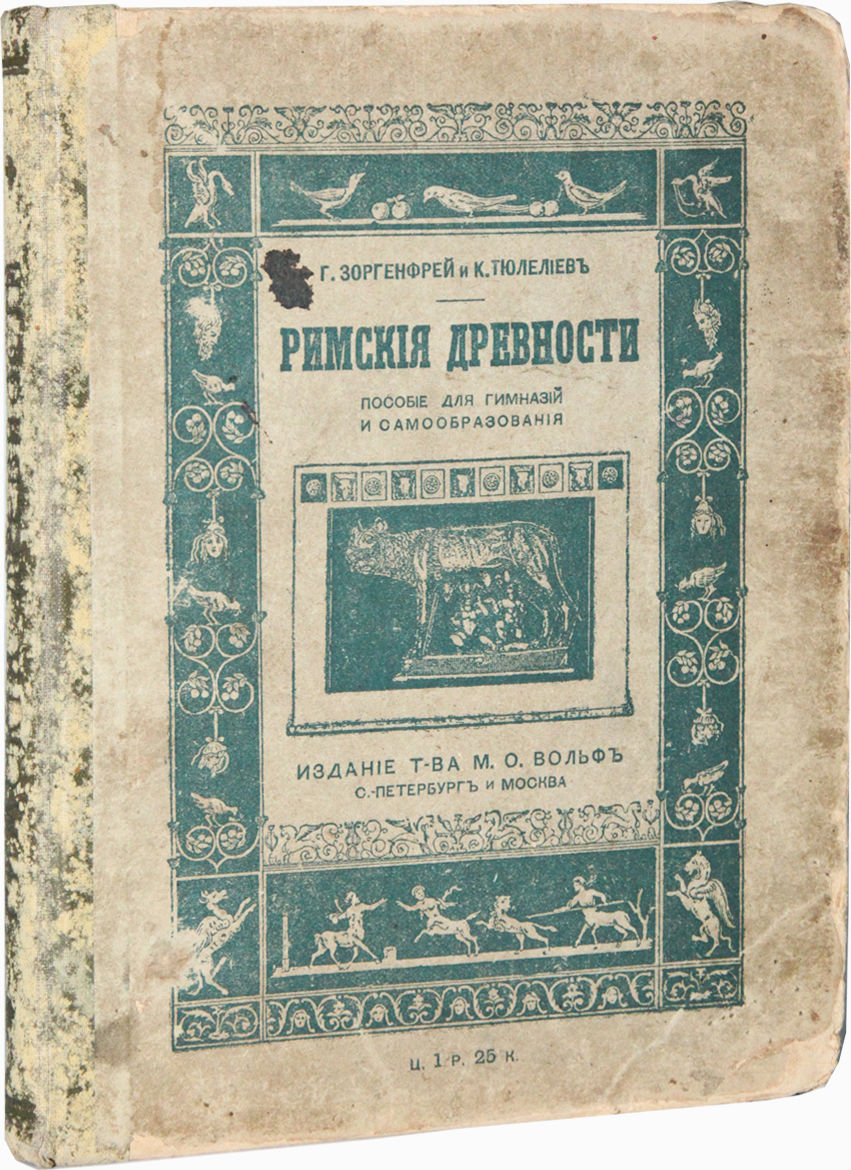 Г. ЗОРГЕНФРЕЙ и К. ТЮЛЕЛІЕВЪ
РИМСКІЯ ДРЕВНОСТИ
ПОСОБІЕ ДЛЯ ГИМНАЗІЙ
И САМООБРАЗОВАНІЯ
ИЗДАНІЕ Т-ВА М. О. ВОЛЬФЪ
С.-ПЕТЕРБУРГЪ И МОСКВА
Ц. 1 Р. 25 К.